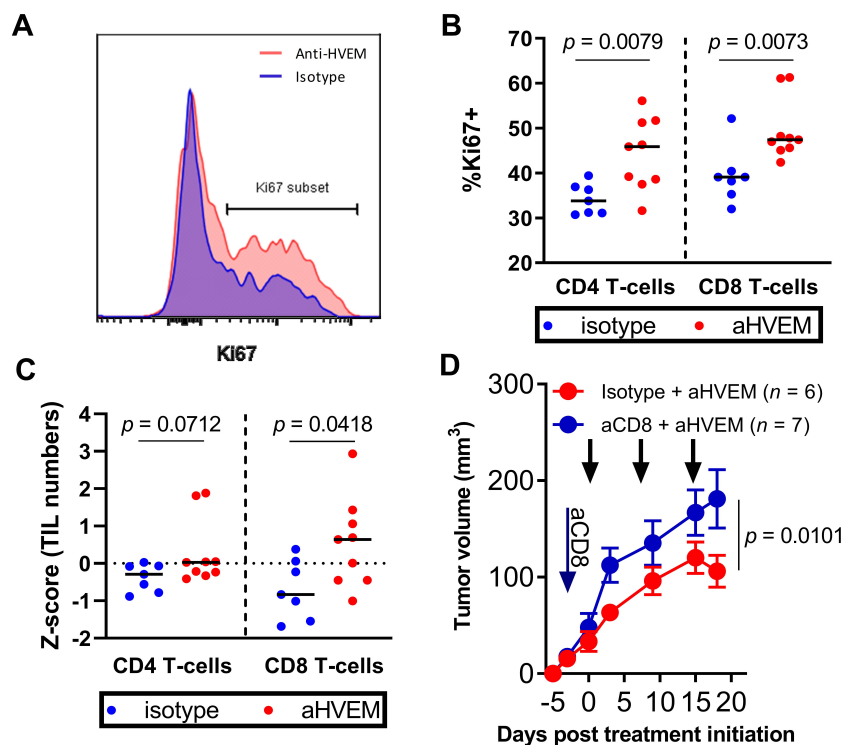 A
Anti-HVEM
Isotype
Ki67 subset
Ki67
B
70
60
50
40
30
20
%Ki67+
p = 0.0079
p = 0.0073
CD4 T-cells
CD8 T-cells
isotype
aHVEM
C
4
3
2
1
0
-1
-2
Z-score (TIL numbers)
p = 0.0712
p = 0.0418
CD4 T-cells
CD8 T-cells
isotype
aHVEM
D
300
200
100
0
Tumor volume (mm³)
Isotype + aHVEM (n = 6)
aCD8 + aHVEM (n = 7)
aCD8
p = 0.0101
-5 0 5 10 15 20
Days post treatment initiation